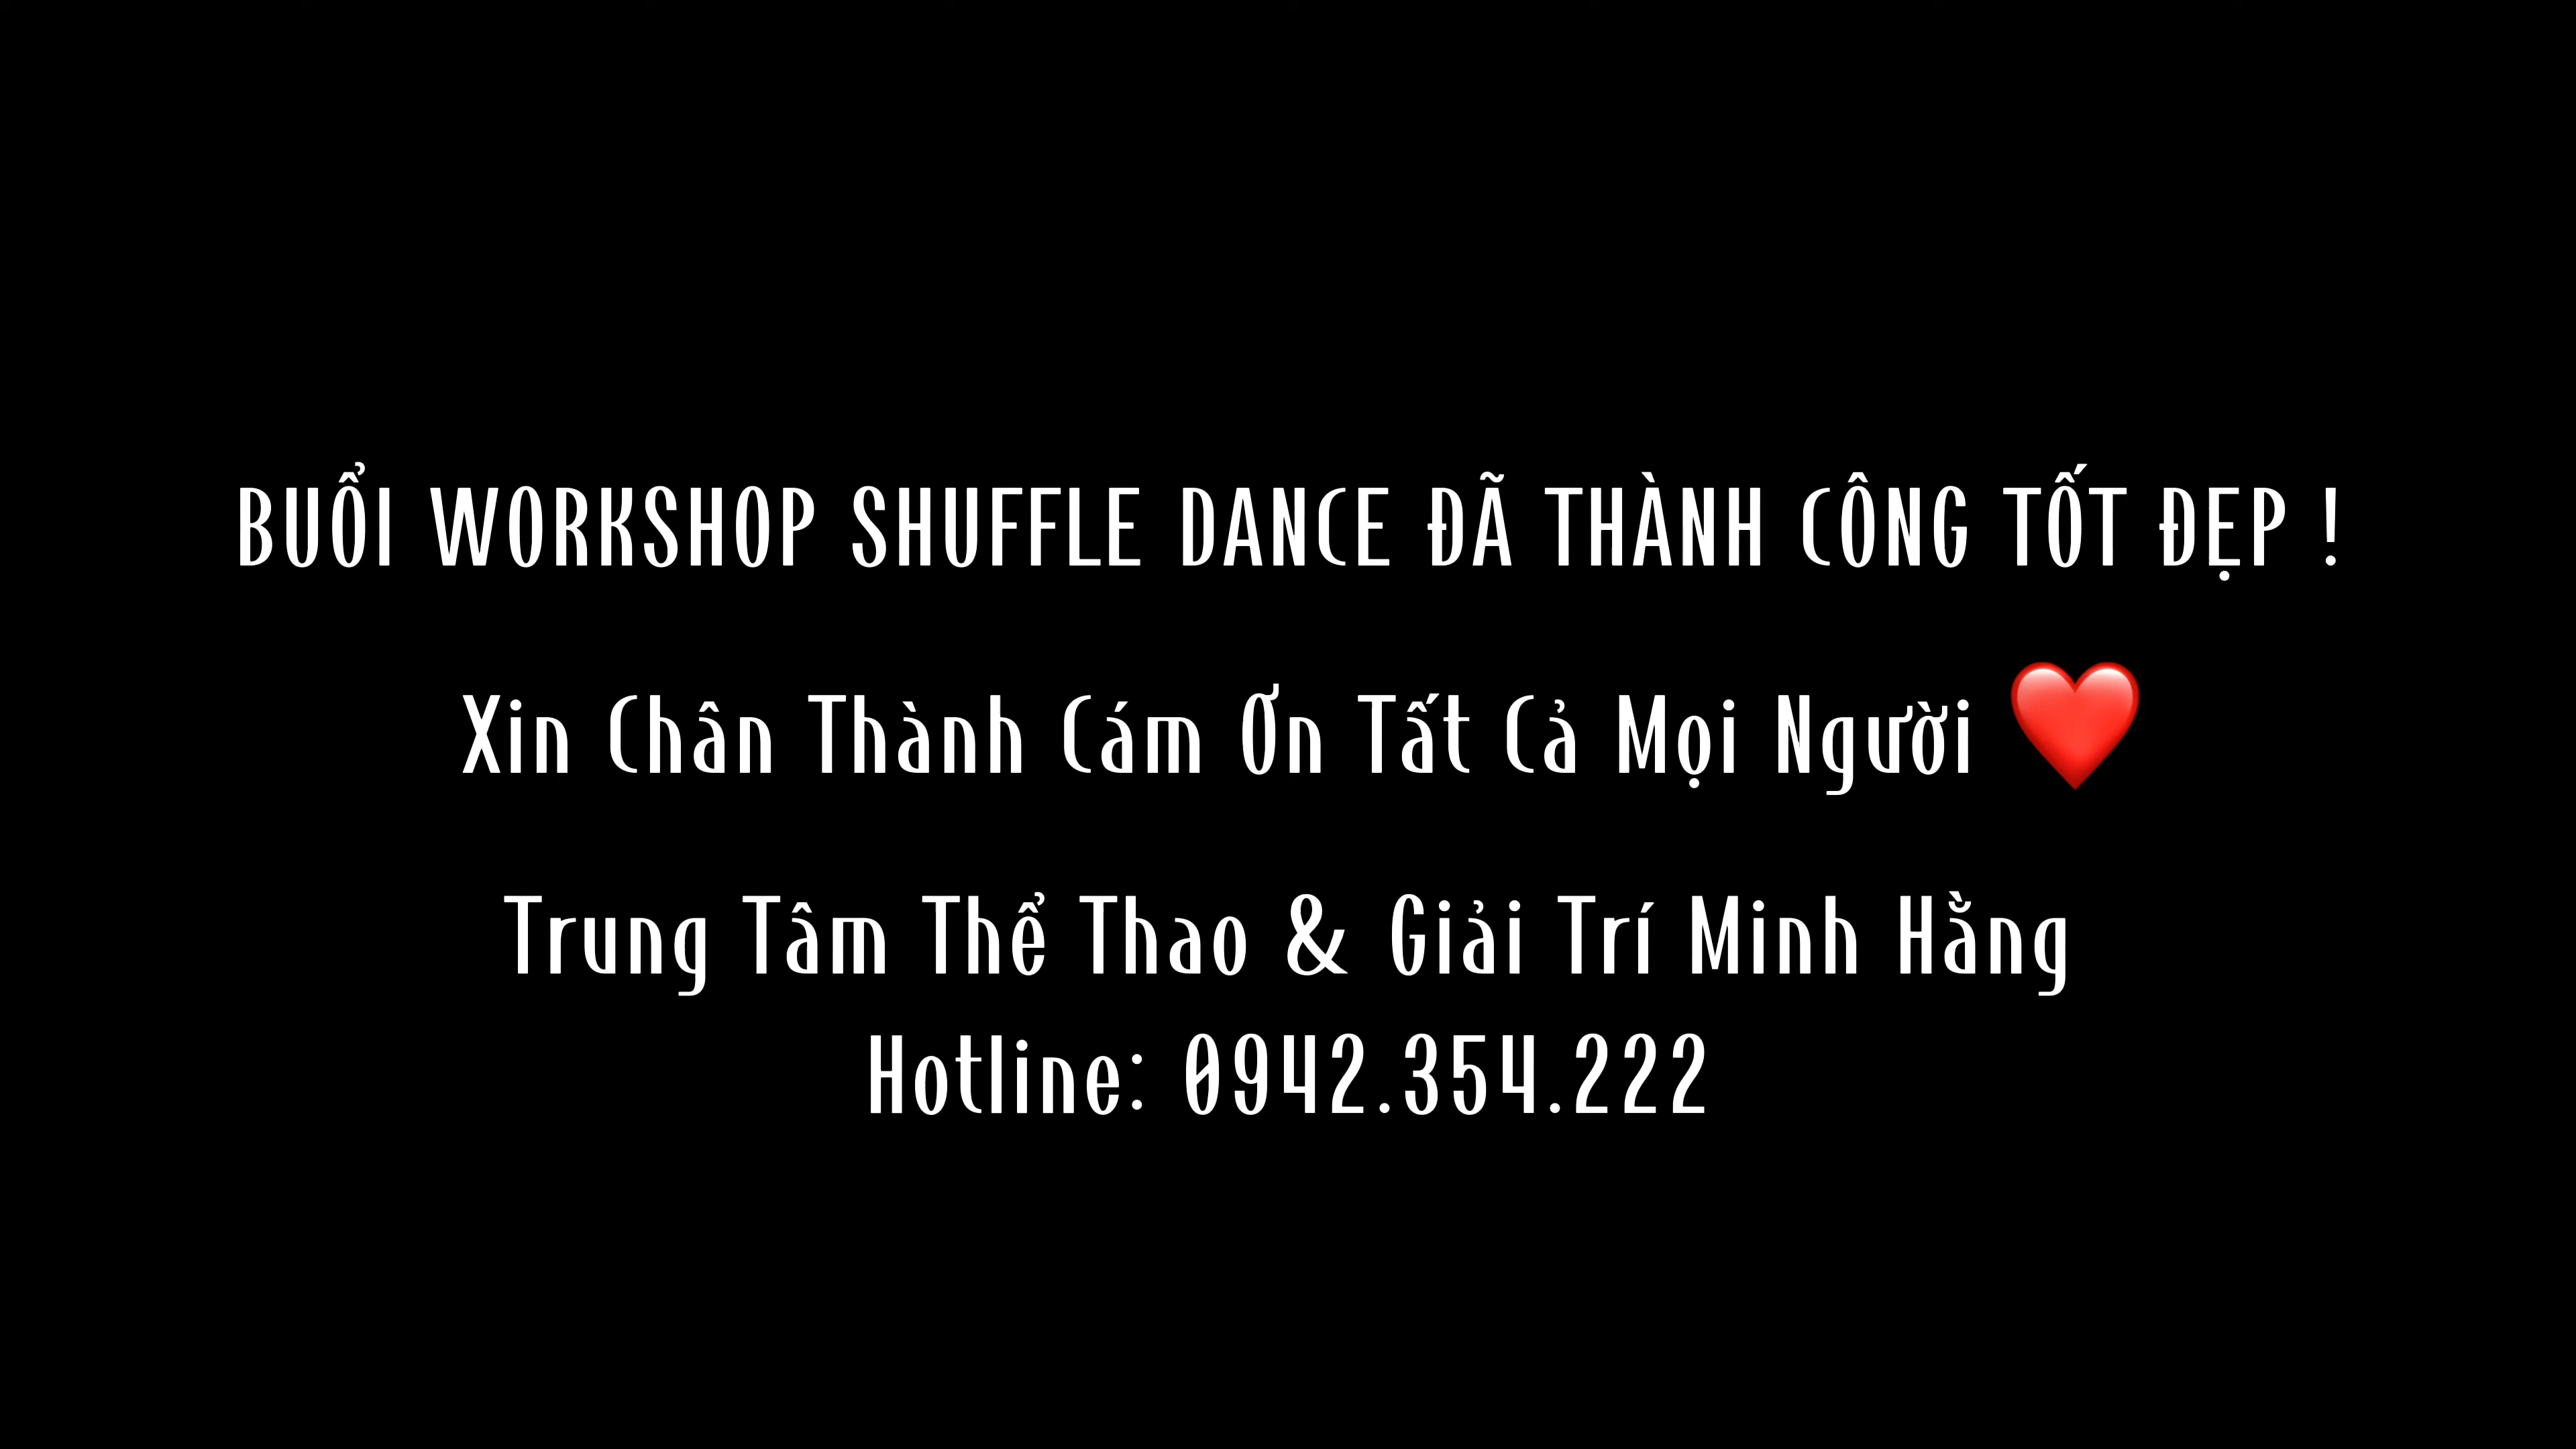 BUỔI WORKSHOP SHUFFLE DANCE ĐÃ THÀNH CÔNG TỐT ĐẸP !
Xin Chân Thành Cám Ơn Tất Cả Mọi Người ❤️
Trung Tâm Thể Thao & Giải Trí Minh Hằng
Hotline: 0942.354.222